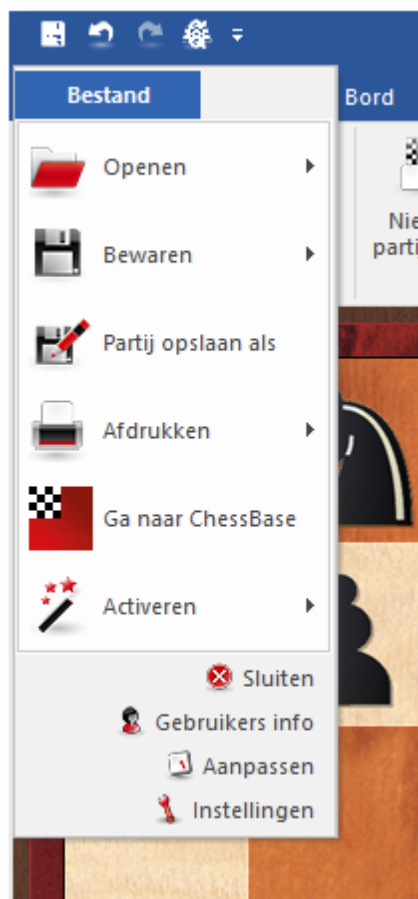 Bestand
Bord
Openen
Bewaren
Partij opslaan als
Afdrukken
Ga naar ChessBase
Activeren
Sluiten
Gebruikers info
Aanpassen
Instellingen